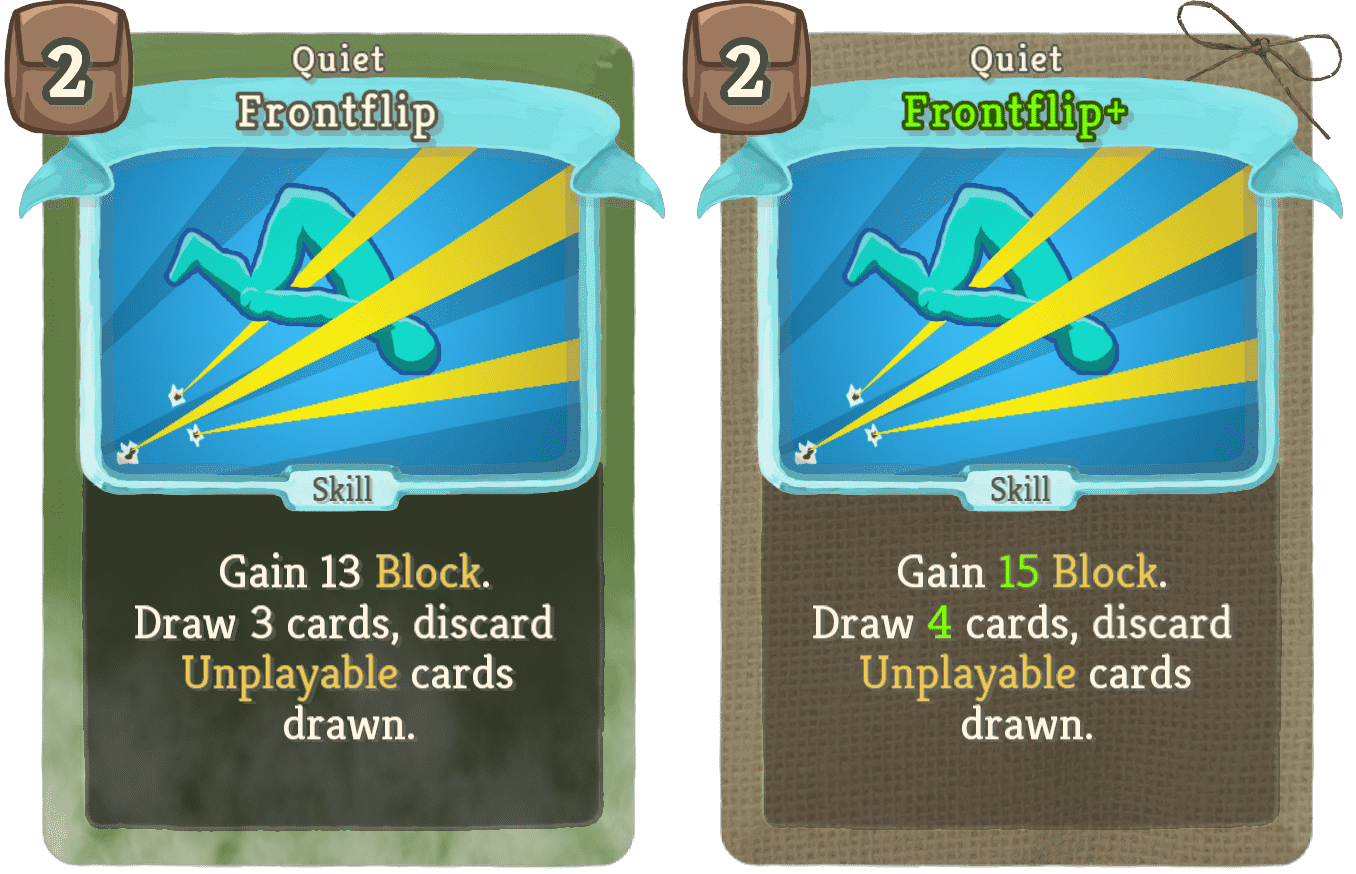 2
Quiet
Frontflip
Skill
Gain 13 Block.
Draw 3 cards, discard
Unplayable cards
drawn.
2
Quiet
Frontflip+
Skill
Gain 15 Block.
Draw 4 cards, discard
Unplayable cards
drawn.